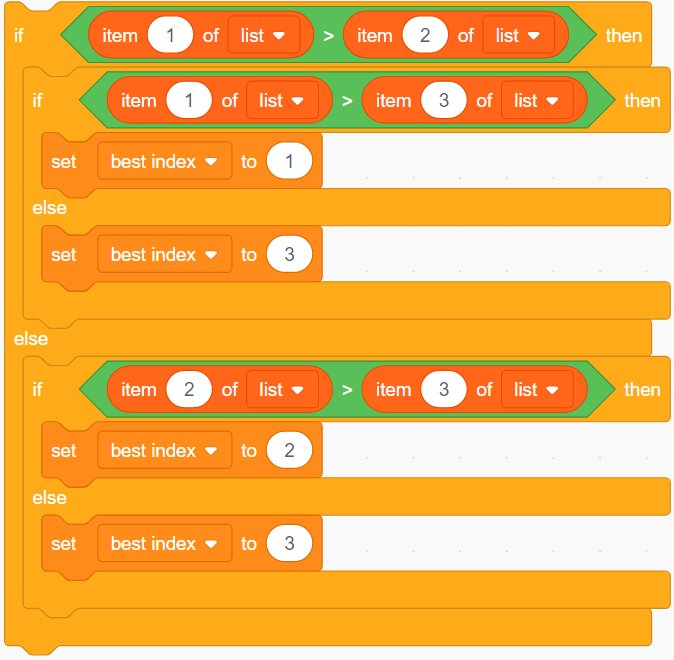 if item 1 of list > item 2 of list then
if item 1 of list > item 3 of list then
set best index to 1
else
set best index to 3
else
if item 2 of list > item 3 of list then
set best index to 2
else
set best index to 3